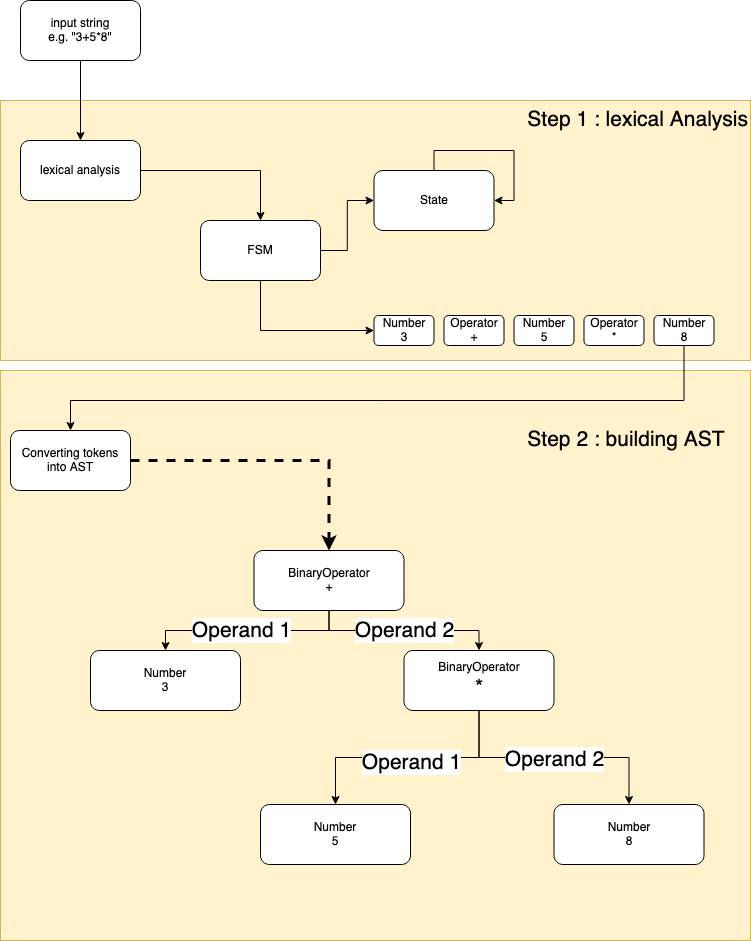 input string
e.g. "3+5*8"
Step 1 : lexical Analysis
lexical analysis
State
FSM
Number
3
Operator
+
Number
5
Operator
*
Number
8
Converting tokens
into AST
Step 2 : building AST
BinaryOperator
+
Operand 1
Operand 2
Number
3
BinaryOperator
*
Operand 1
Operand 2
Number
5
Number
8